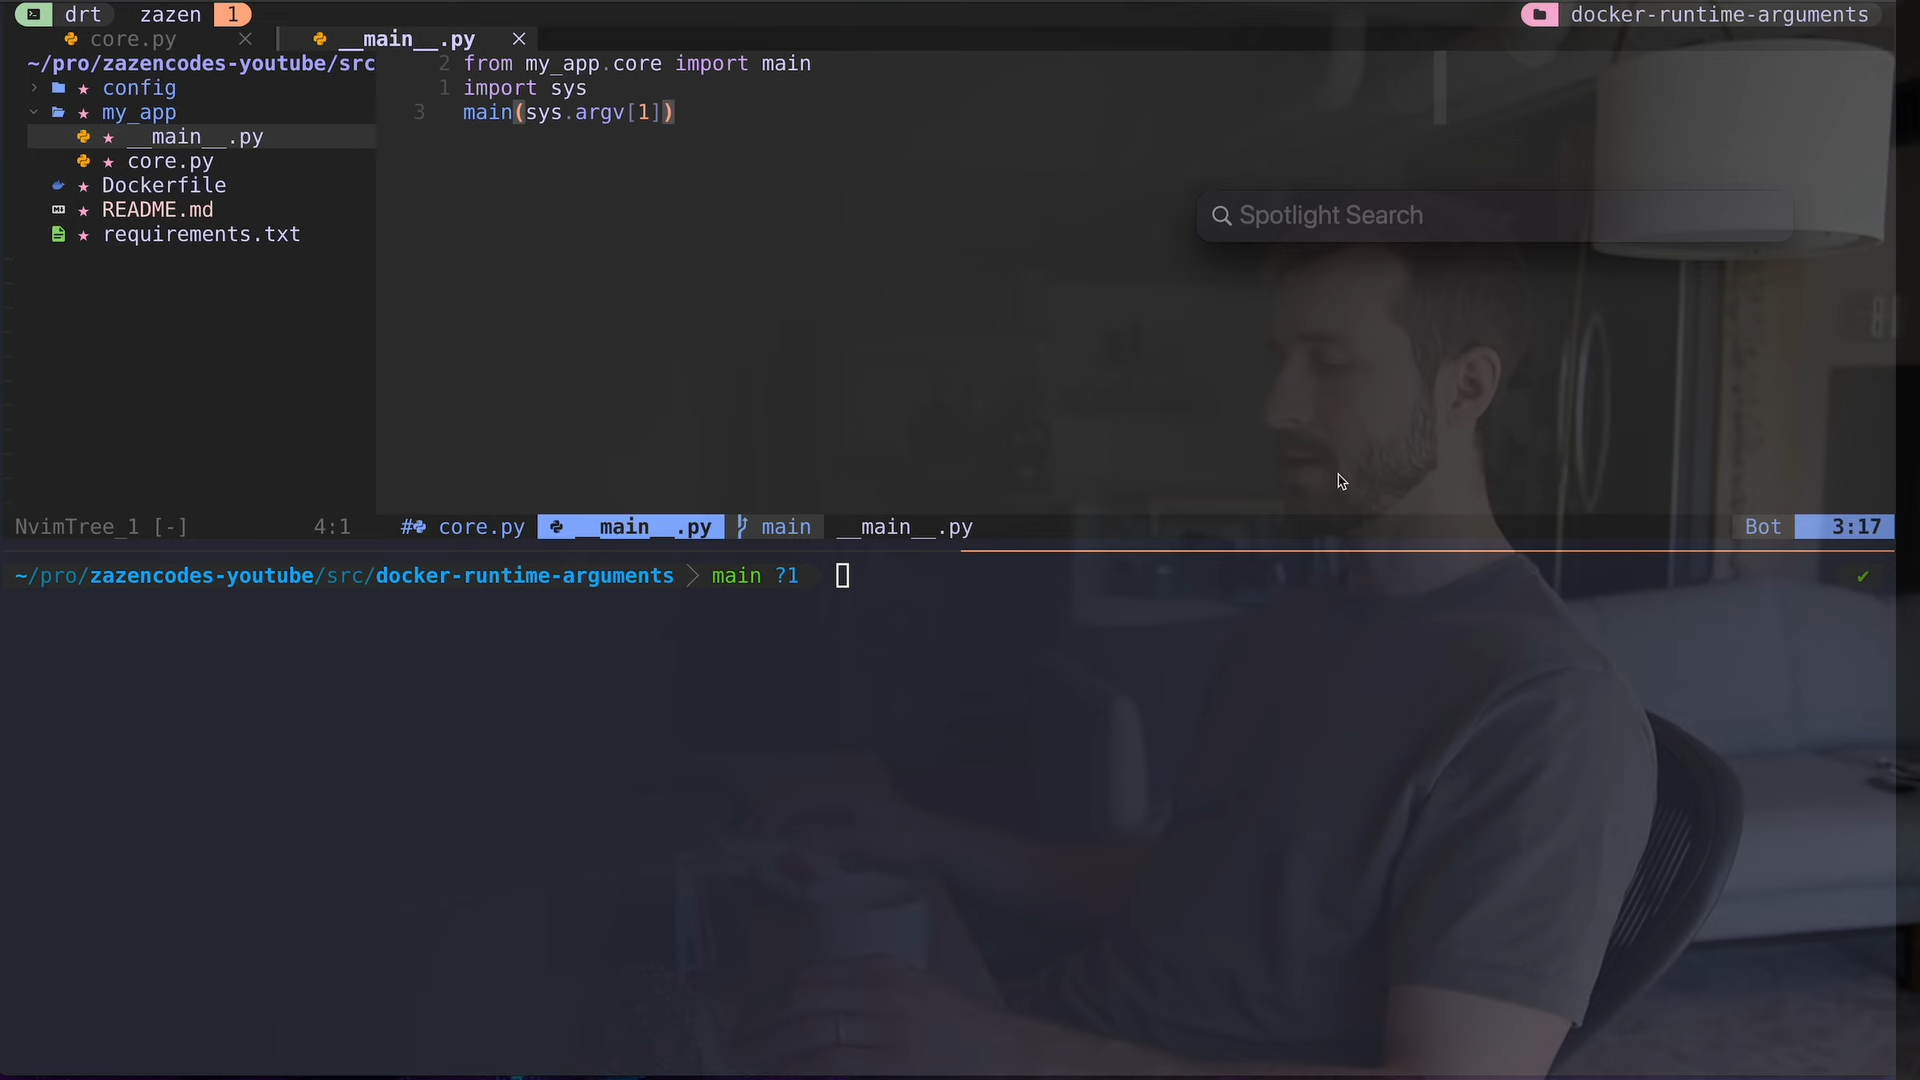 drt zazen 1 docker-runtime-arguments
core.py × __main__.py ×
~/pro/zazencodes-youtube/src
config
my_app
__main__.py
core.py
Dockerfile
README.md
requirements.txt
2 from my_app.core import main
1 import sys
3 main(sys.argv[1])
Spotlight Search
NvimTree_1 [-] 4:1 #core.py __main__.py main __main__.py Bot 3:17
~/pro/zazencodes-youtube/src/docker-runtime-arguments main ?1 ✔